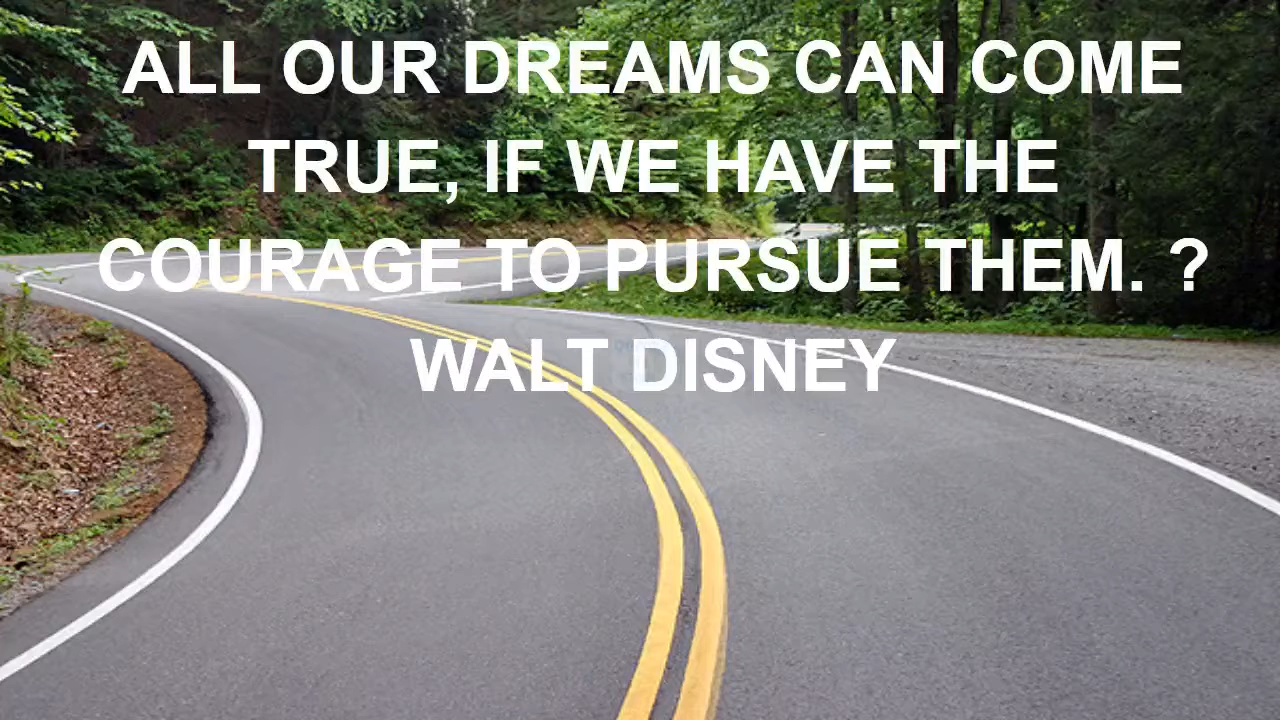 ALL OUR DREAMS CAN COME
TRUE, IF WE HAVE THE
COURAGE TO PURSUE THEM. ?
WALT DISNEY